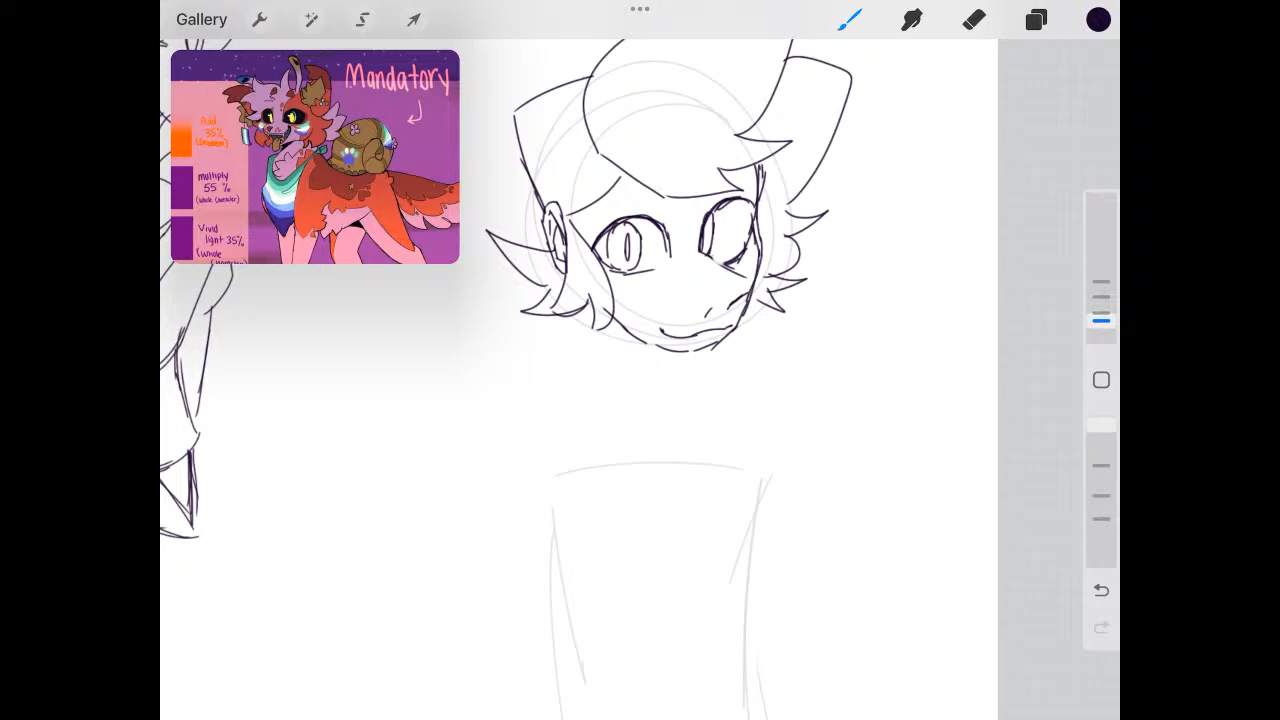 Gallery
Mandatory
Add
35%
multiply
55 %
(whole Character)
Vivid
light 35%
(whole